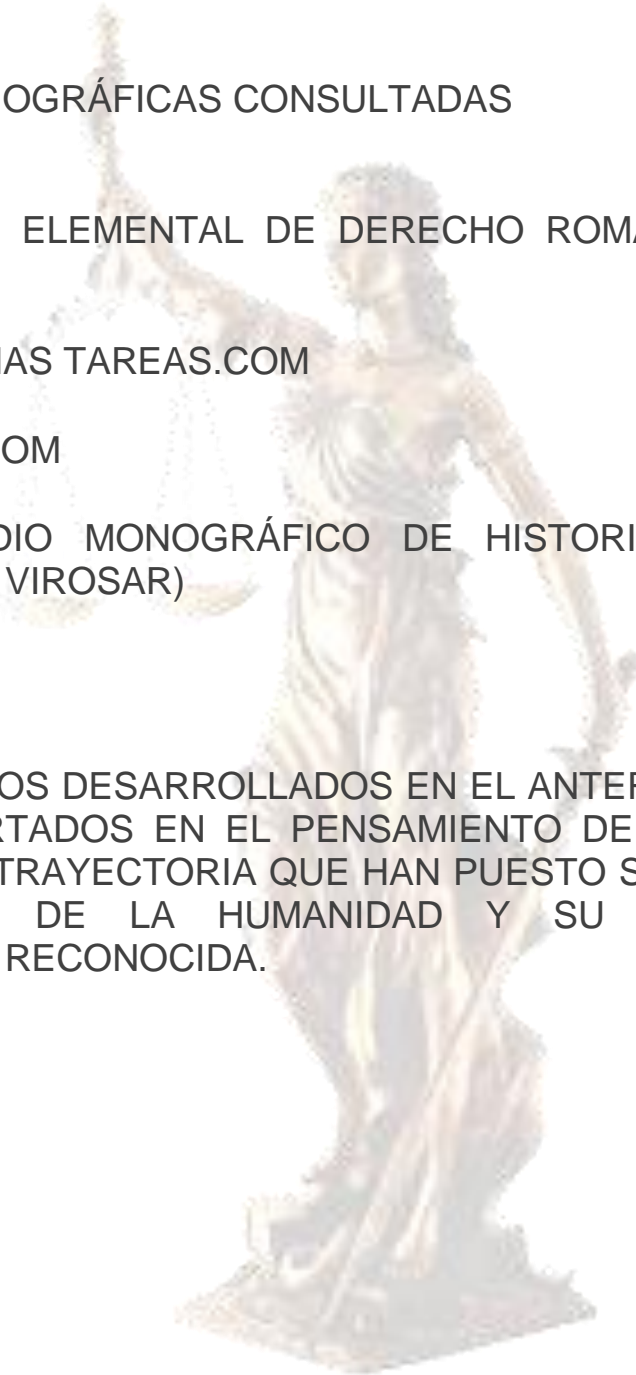 OGRÁFICAS CONSULTADAS
ELEMENTAL DE DERECHO ROMA
IAS TAREAS.COM
OM
DIO MONOGRÁFICO DE HISTORI
VIROSAR)
OS DESARROLLADOS EN EL ANTER
RTADOS EN EL PENSAMIENTO DE
TRAYECTORIA QUE HAN PUESTO S
DE LA HUMANIDAD Y SU
RECONOCIDA.